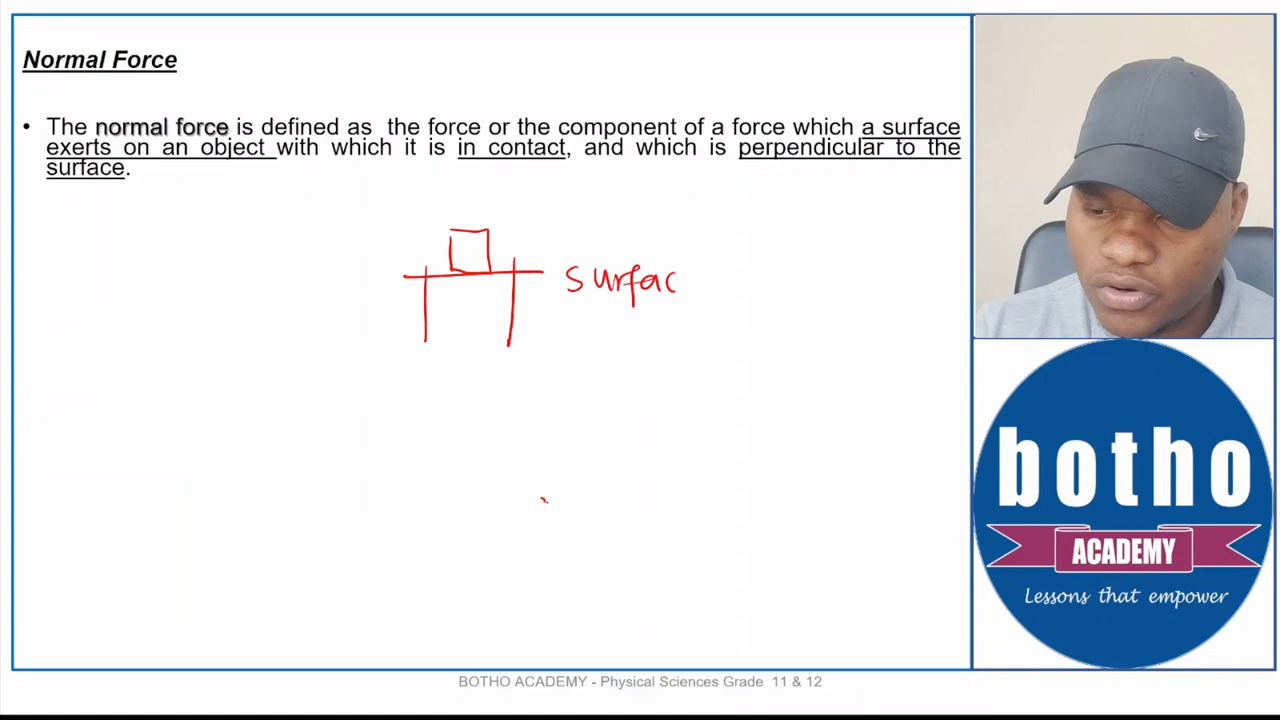 Normal Force
• The normal force is defined as the force or the component of a force which a surface
exerts on an object with which it is in contact, and which is perpendicular to the
surface.
surfac
botho
ACADEMY
Lessons that empower
BOTHO ACADEMY - Physical Sciences Grade 11 & 12